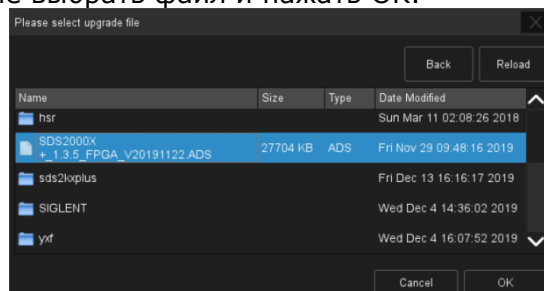 выбрать файл и нажать ОК.
Please select upgrade file
Back Reload
Name Size Type Date Modified
hsr Sun Mar 11 02:08:26 2018
SDS2000X
+_1.3.5_FPGA_V20191122.ADS 27704 KB ADS Fri Nov 29 09:48:16 2019
sds2kxplus Fri Dec 13 16:16:17 2019
SIGLENT Wed Dec 4 14:36:02 2019
yxf Wed Dec 4 16:07:52 2019
Cancel OK